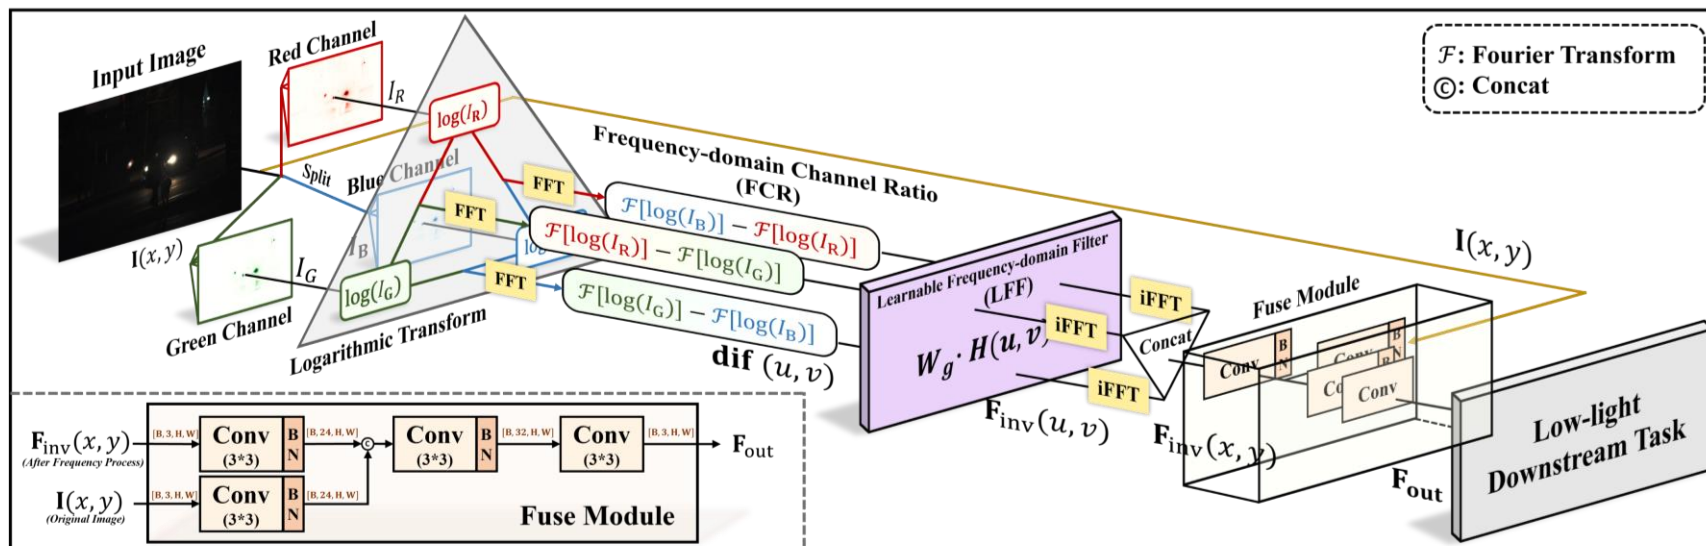 Input Image
I(x, y)
Red Channel
I_R
Split
Blue Channel
I_B
Green Channel
I_G
log(I_R)
log(I_G)
Logarithmic Transform
FFT
FFT
FFT
Frequency-domain Channel Ratio
(FCR)
ℱ[log(I_B)] − ℱ[log(I_R)]
ℱ[log(I_R)] − ℱ[log(I_G)]
ℱ[log(I_G)] − ℱ[log(I_B)]
dif (u, v)
Learnable Frequency-domain Filter
(LFF)
W_g · H(u, v)
F_inv(u, v)
iFFT
iFFT
iFFT
Concat
F_inv(x, y)
I(x, y)
Fuse Module
Conv
BN
Conv
BN
Conv
B
Conv
F_out
Low-light
Downstream Task
ℱ: Fourier Transform
©: Concat
F_inv(x, y)
(After Frequency Process)
[B, 3, H, W]
Conv
(3*3)
BN
[B, 24, H, W]
©
Conv
(3*3)
BN
[B, 32, H, W]
Conv
(3*3)
[B, 3, H, W]
F_out
I(x, y)
(Original Image)
[B, 3, H, W]
Conv
(3*3)
BN
[B, 24, H, W]
Fuse Module